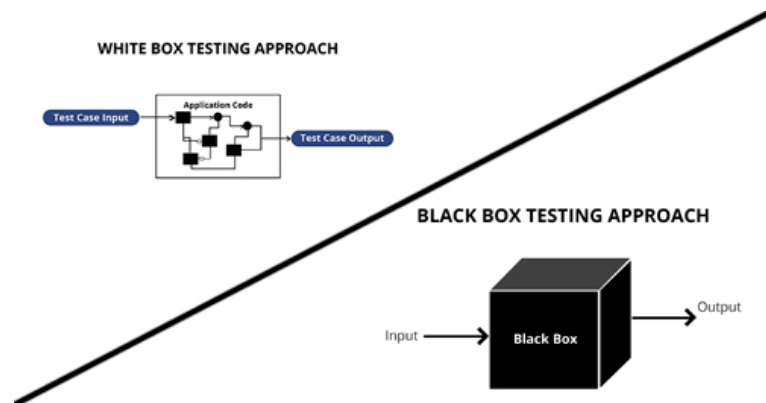 WHITE BOX TESTING APPROACH
Application Code
Test Case Input
Test Case Output
BLACK BOX TESTING APPROACH
Output
Input
Black Box